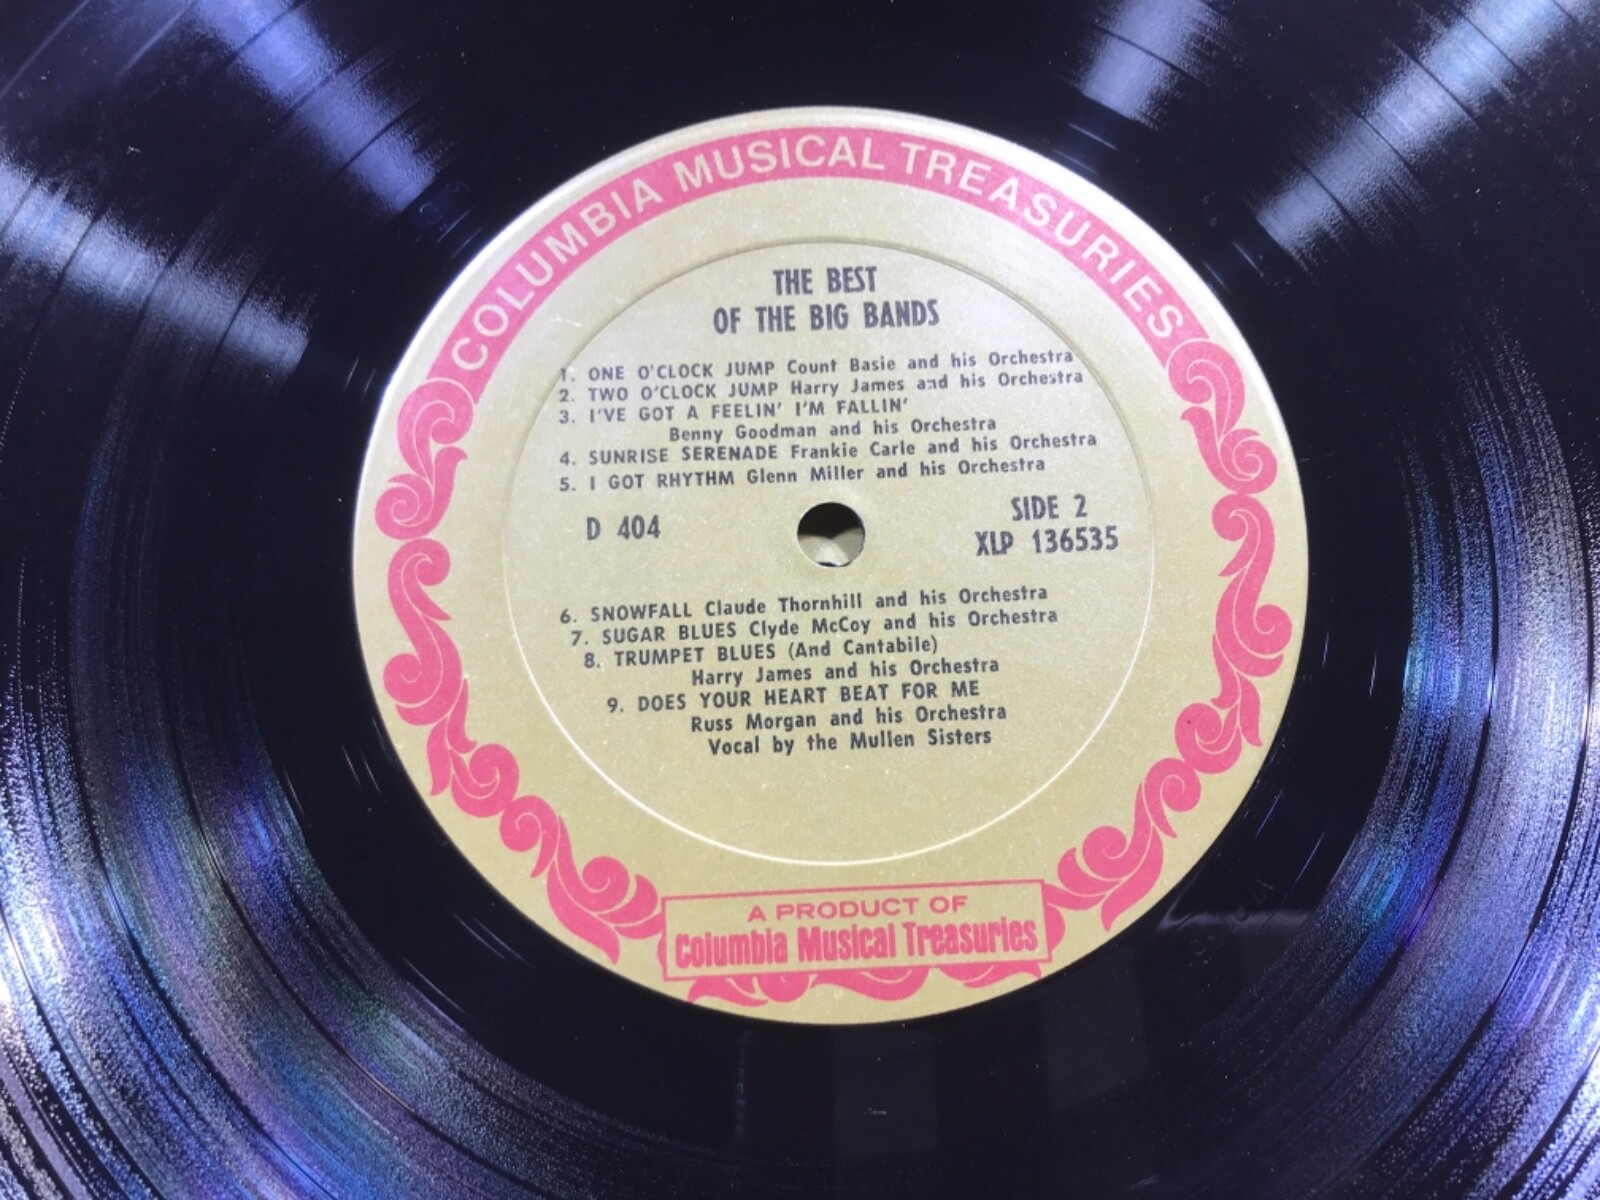 COLUMBIA MUSICAL TREASURIES
THE BEST
OF THE BIG BANDS
1. ONE O'CLOCK JUMP Count Basie and his Orchestra
2. TWO O'CLOCK JUMP Harry James and his Orchestra
3. I'VE GOT A FEELIN' I'M FALLIN'
Benny Goodman and his Orchestra
4. SUNRISE SERENADE Frankie Carle and his Orchestra
5. I GOT RHYTHM Glenn Miller and his Orchestra
D 404
SIDE 2
XLP 136535
6. SNOWFALL Claude Thornhill and his Orchestra
7. SUGAR BLUES Clyde McCoy and his Orchestra
8. TRUMPET BLUES (And Cantabile)
Harry James and his Orchestra
9. DOES YOUR HEART BEAT FOR ME
Russ Morgan and his Orchestra
Vocal by the Mullen Sisters
A PRODUCT OF
Columbia Musical Treasuries